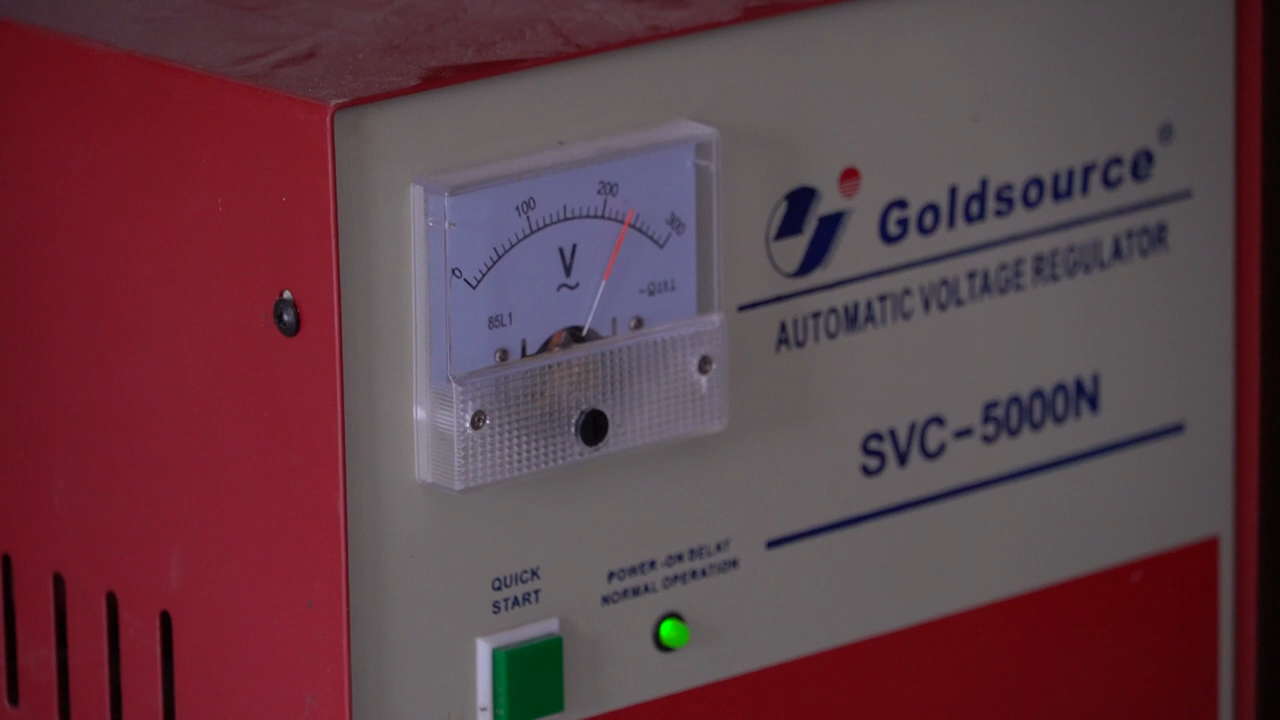 0 100 200 300
V
85L1
Goldsource®
AUTOMATIC VOLTAGE REGULATOR
SVC-5000N
QUICK
START
POWER-ON DELAY
NORMAL OPERATION